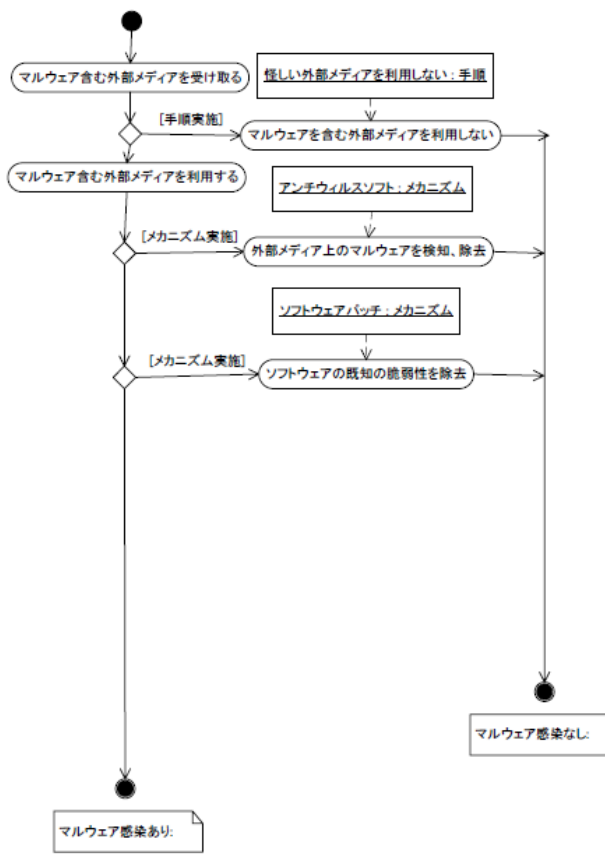 マルウェア含む外部メディアを受け取る
怪しい外部メディアを利用しない : 手順
[手順実施]
マルウェアを含む外部メディアを利用しない
マルウェア含む外部メディアを利用する
アンチウィルスソフト : メカニズム
[メカニズム実施]
外部メディア上のマルウェアを検知、除去
ソフトウェアパッチ : メカニズム
[メカニズム実施]
ソフトウェアの既知の脆弱性を除去
マルウェア感染なし:
マルウェア感染あり: